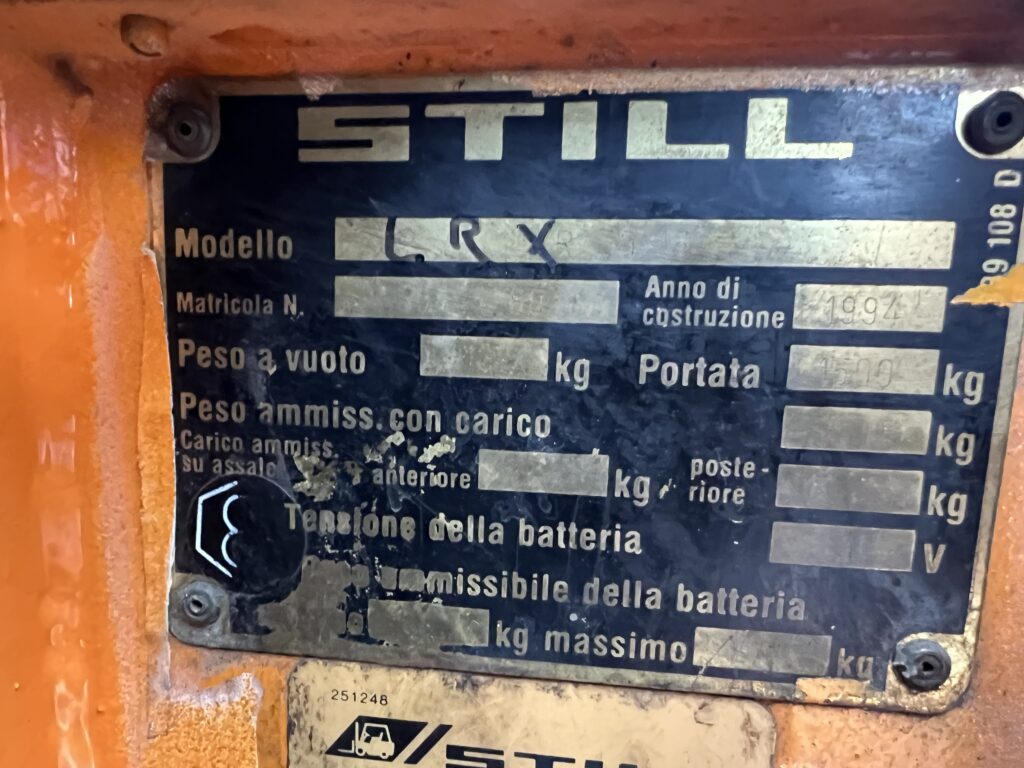 STILL
Modello LRX
Matricola N.
Anno di
costruzione 1994
Peso a vuoto kg Portata kg
Peso ammiss. con carico kg
Carico ammiss.
su assale anteriore kg, poste-
riore kg
Tensione della batteria V
ammissibile della batteria
kg massimo kg
108 D
251248
STILL